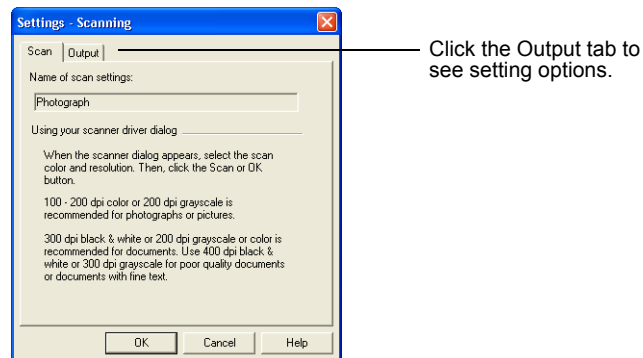 Settings - Scanning
Scan Output
Click the Output tab to
see setting options.
Name of scan settings:
Photograph
Using your scanner driver dialog
When the scanner dialog appears, select the scan
color and resolution. Then, click the Scan or OK
button.
100 - 200 dpi color or 200 dpi grayscale is
recommended for photographs or pictures.
300 dpi black & white or 200 dpi grayscale or color is
recommended for documents. Use 400 dpi black &
white or 300 dpi grayscale for poor quality documents
or documents with fine text.
OK Cancel Help